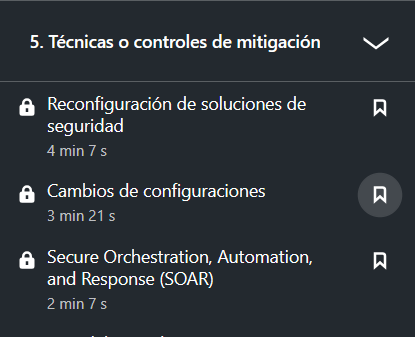 5. Técnicas o controles de mitigación
Reconfiguración de soluciones de
seguridad
4 min 7 s
Cambios de configuraciones
3 min 21 s
Secure Orchestration, Automation,
and Response (SOAR)
2 min 7 s